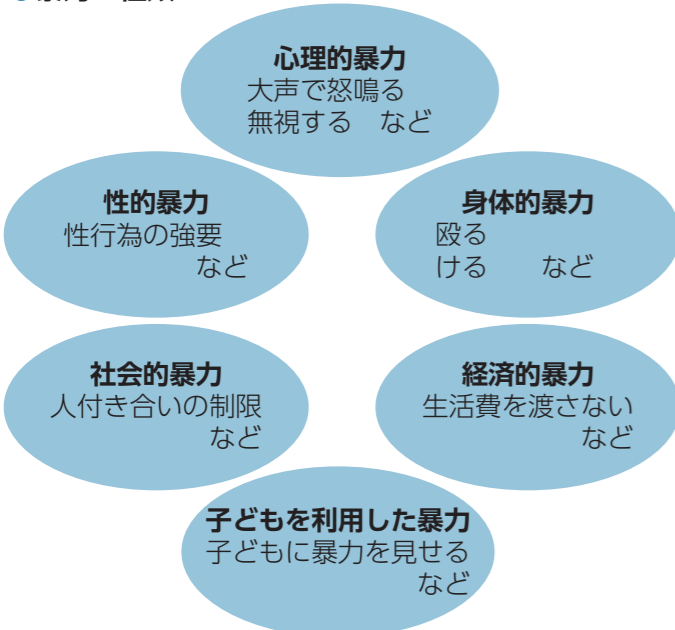 心理的暴力
大声で怒鳴る
無視する　など
性的暴力
性行為の強要
など
身体的暴力
殴る
ける　　など
社会的暴力
人付き合いの制限
など
経済的暴力
生活費を渡さない
など
子どもを利用した暴力
子どもに暴力を見せる
など